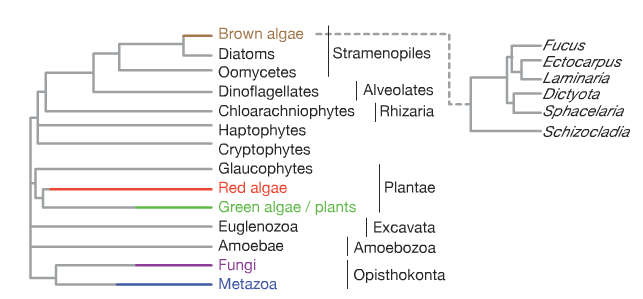 Brown algae
Diatoms
Stramenopiles
Oomycetes
Dinoflagellates
Alveolates
Chloarachniophytes
Rhizaria
Haptophytes
Cryptophytes
Glaucophytes
Red algae
Plantae
Green algae / plants
Euglenozoa
Excavata
Amoebae
Amoebozoa
Fungi
Opisthokonta
Metazoa
Fucus
Ectocarpus
Laminaria
Dictyota
Sphacelaria
Schizocladia